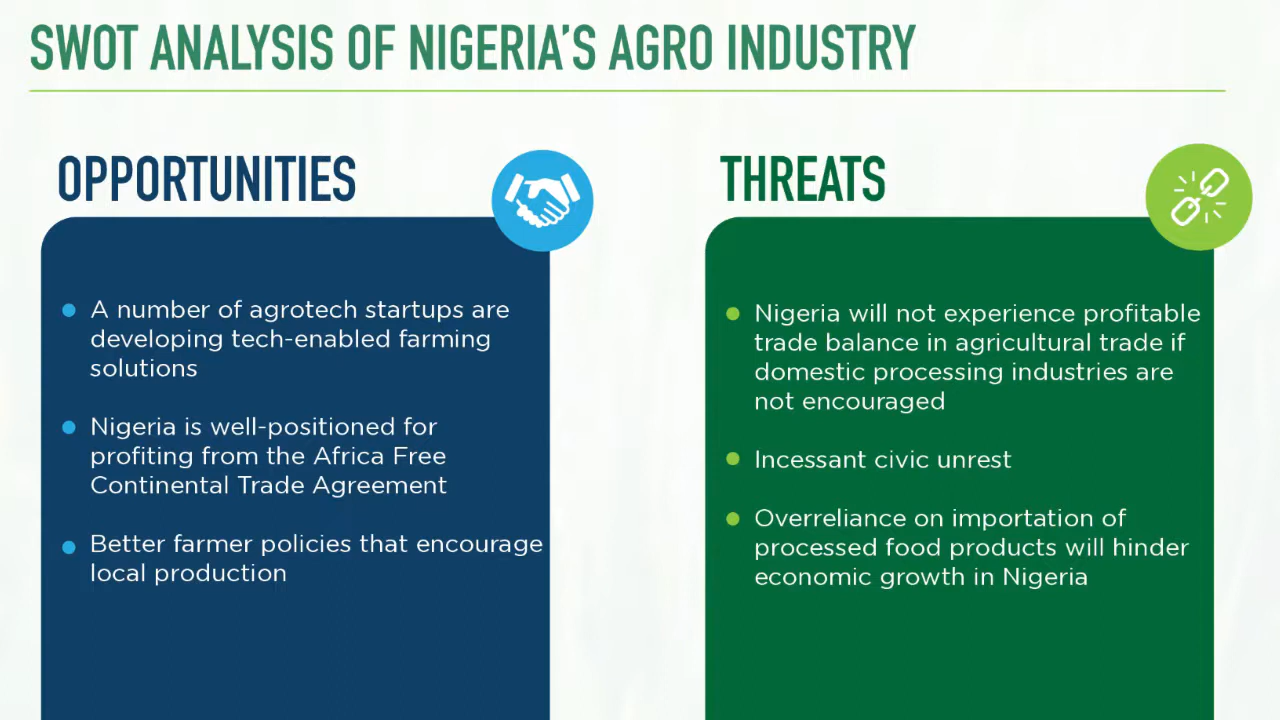 SWOT ANALYSIS OF NIGERIA'S AGRO INDUSTRY
OPPORTUNITIES
A number of agrotech startups are
developing tech-enabled farming
solutions
Nigeria is well-positioned for
profiting from the Africa Free
Continental Trade Agreement
Better farmer policies that encourage
local production
THREATS
Nigeria will not experience profitable
trade balance in agricultural trade if
domestic processing industries are
not encouraged
Incessant civic unrest
Overreliance on importation of
processed food products will hinder
economic growth in Nigeria